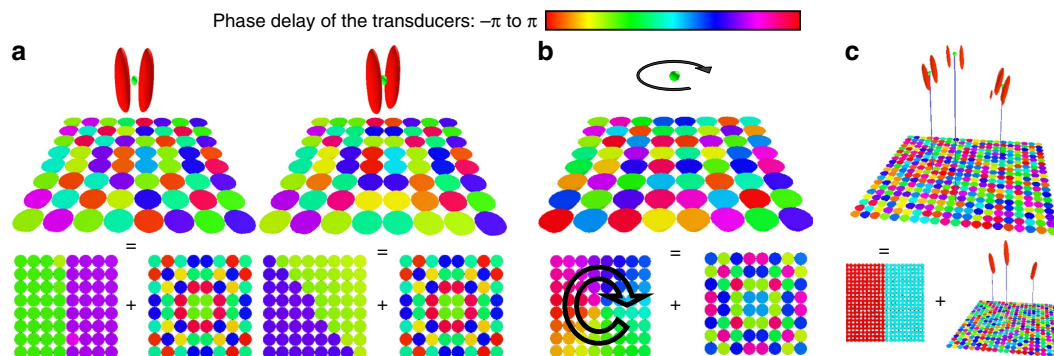 Phase delay of the transducers: –π to π
a
b
c
=
=
=
=
+
+
+
+